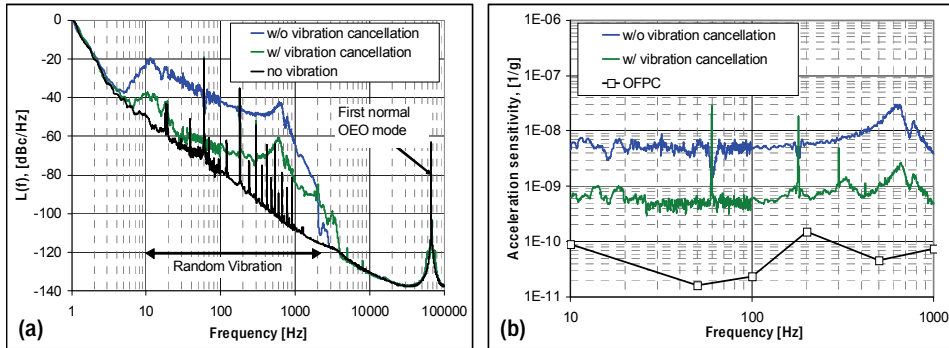 0
-20
-40
-60
-80
-100
-120
-140
L(f), [dBc/Hz]
w/o vibration cancellation
w/ vibration cancellation
no vibration
First normal
OEO mode
Random Vibration
1 10 100 1000 10000 100000
Frequency [Hz]
(a)
1E-06
1E-07
1E-08
1E-09
1E-10
1E-11
Acceleration sensitivity, [1/g]
w/o vibration cancellation
w/ vibration cancellation
OFPC
10 100 1000
Frequency [Hz]
(b)